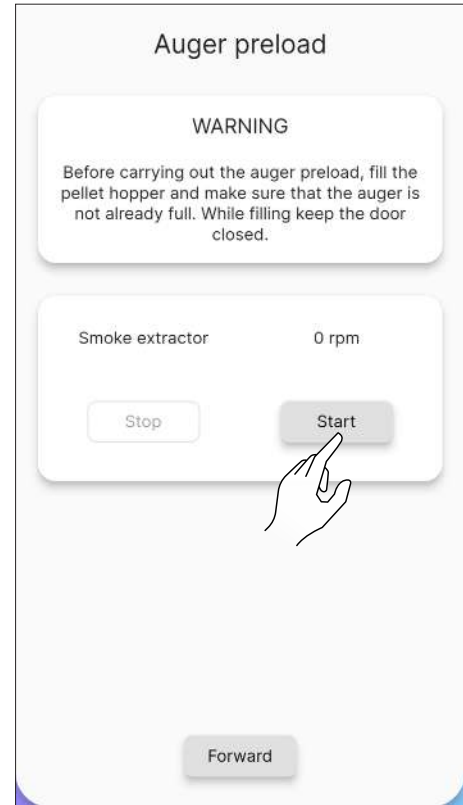 Auger preload
WARNING
Before carrying out the auger preload, fill the
pellet hopper and make sure that the auger is
not already full. While filling keep the door
closed.
Smoke extractor 0 rpm
Stop Start
Forward